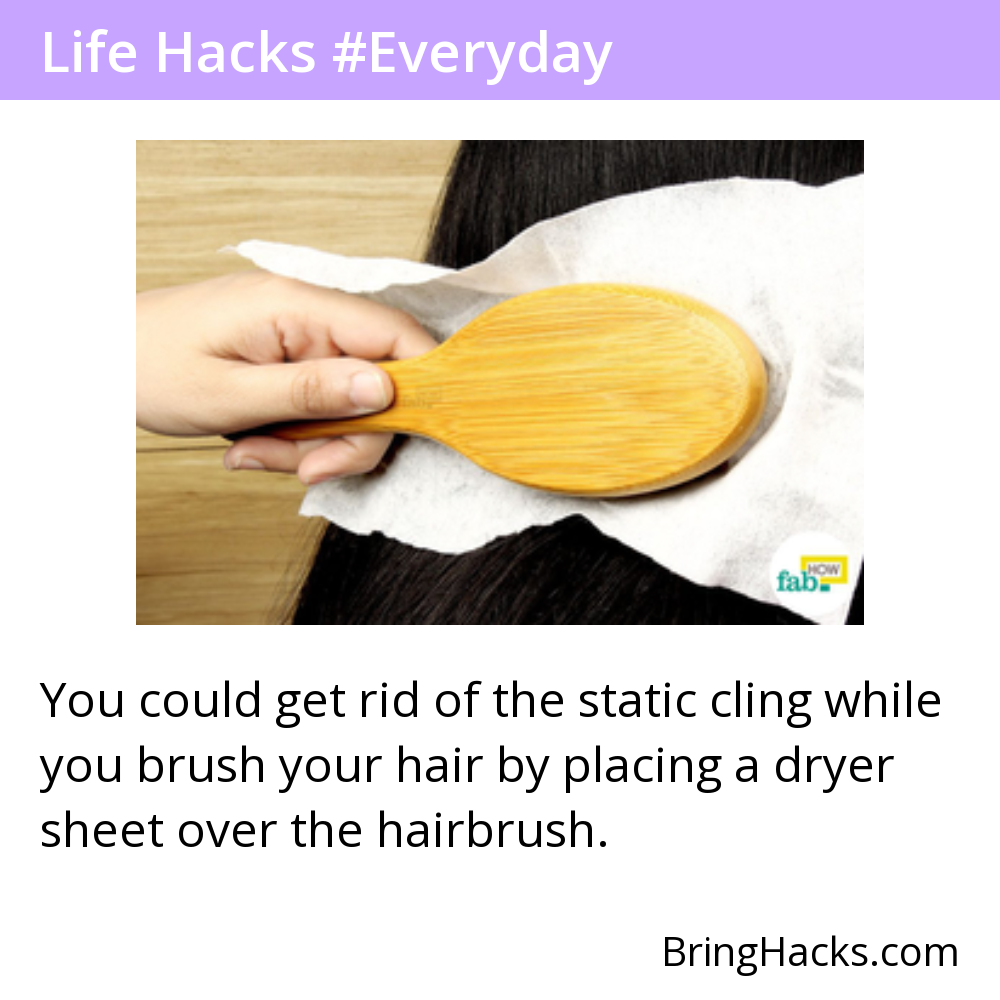 Life Hacks #Everyday
HOW
fab
You could get rid of the static cling while
you brush your hair by placing a dryer
sheet over the hairbrush.
BringHacks.com